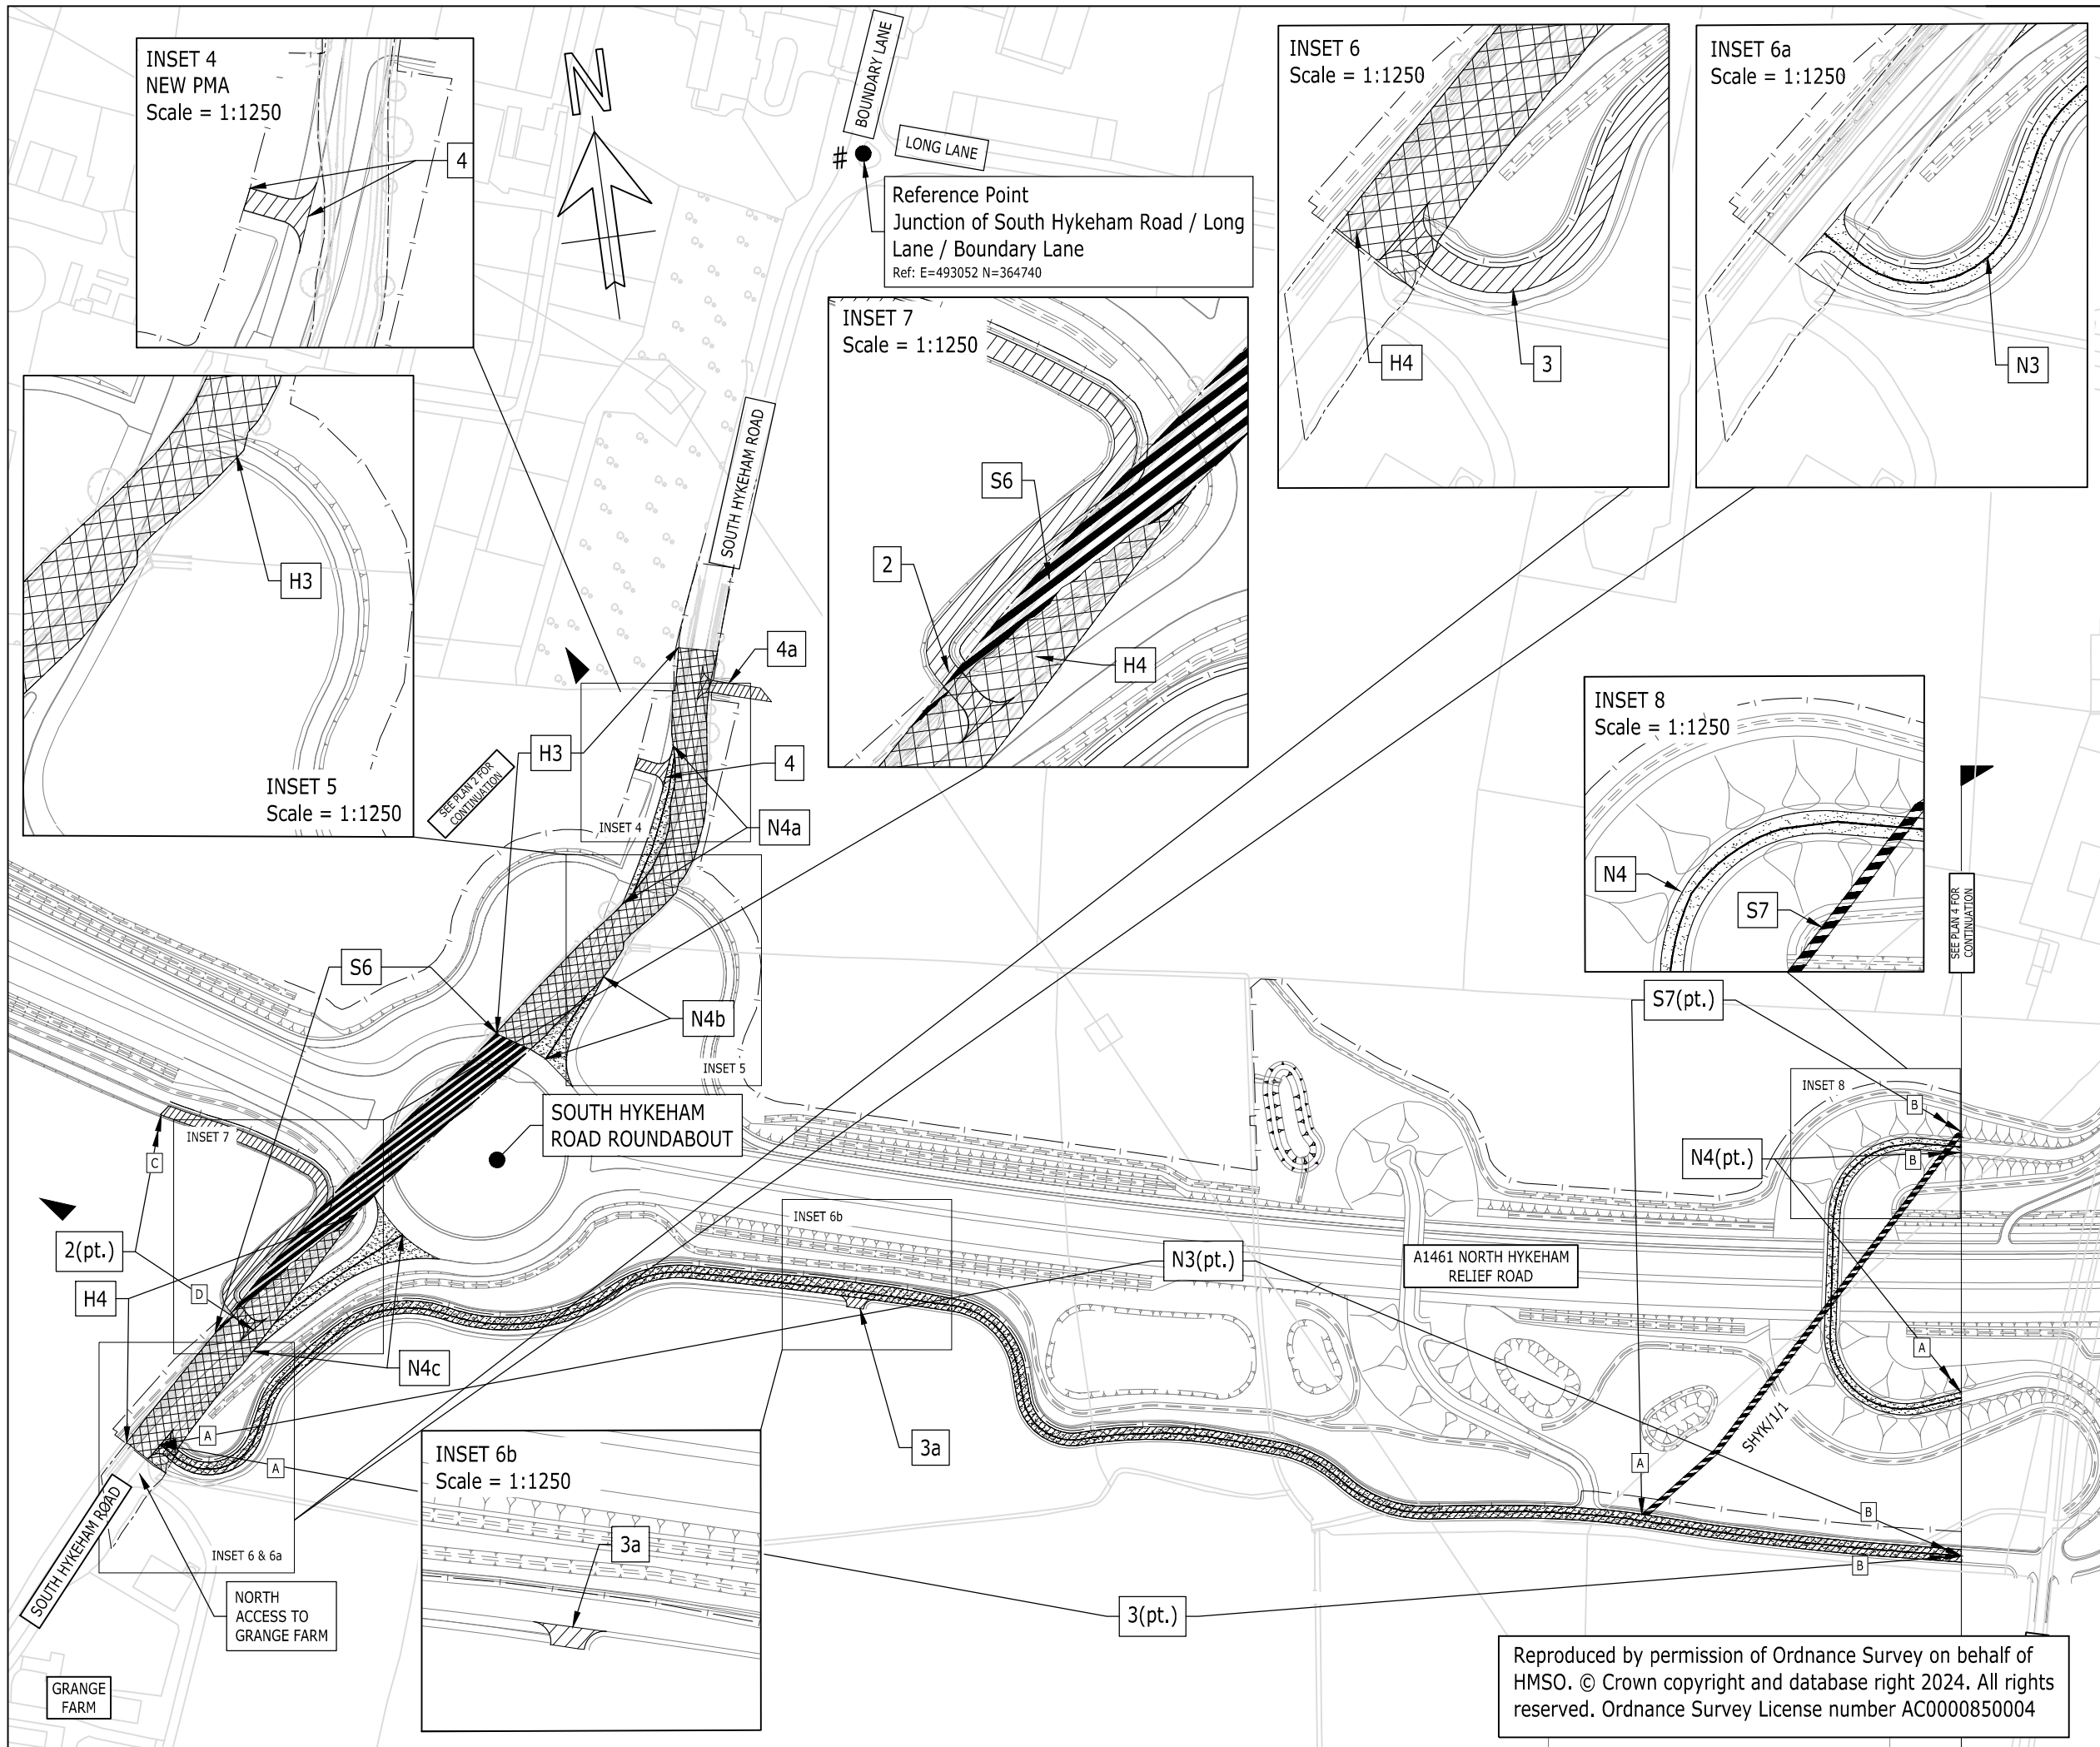 INSET 4
NEW PMA
Scale = 1:1250
4
N
BOUNDARY LANE
LONG LANE
#
Reference Point
Junction of South Hykeham Road / Long
Lane / Boundary Lane
Ref: E=493052 N=364740
INSET 6
Scale = 1:1250
H4
3
INSET 6a
Scale = 1:1250
N3
INSET 7
Scale = 1:1250
S6
2
H4
H3
INSET 5
Scale = 1:1250
SOUTH HYKEHAM ROAD
4a
H3
4
SEE PLAN 2 FOR
CONTINUATION
INSET 4
N4a
INSET 8
Scale = 1:1250
N4
S7
SEE PLAN 4 FOR
CONTINUATION
S6
N4b
INSET 5
S7(pt.)
SOUTH HYKEHAM
ROAD ROUNDABOUT
INSET 7
C
INSET 8
B
N4(pt.)
B
2(pt.)
D
H4
INSET 6b
N3(pt.)
A1461 NORTH HYKEHAM
RELIEF ROAD
A
N4c
3a
SHYK/1/1
A
A
A
B
B
INSET 6b
Scale = 1:1250
3a
SOUTH HYKEHAM ROAD
INSET 6 & 6a
NORTH
ACCESS TO
GRANGE FARM
3(pt.)
GRANGE
FARM
Reproduced by permission of Ordnance Survey on behalf of
HMSO. © Crown copyright and database right 2024. All rights
reserved. Ordnance Survey License number AC0000850004